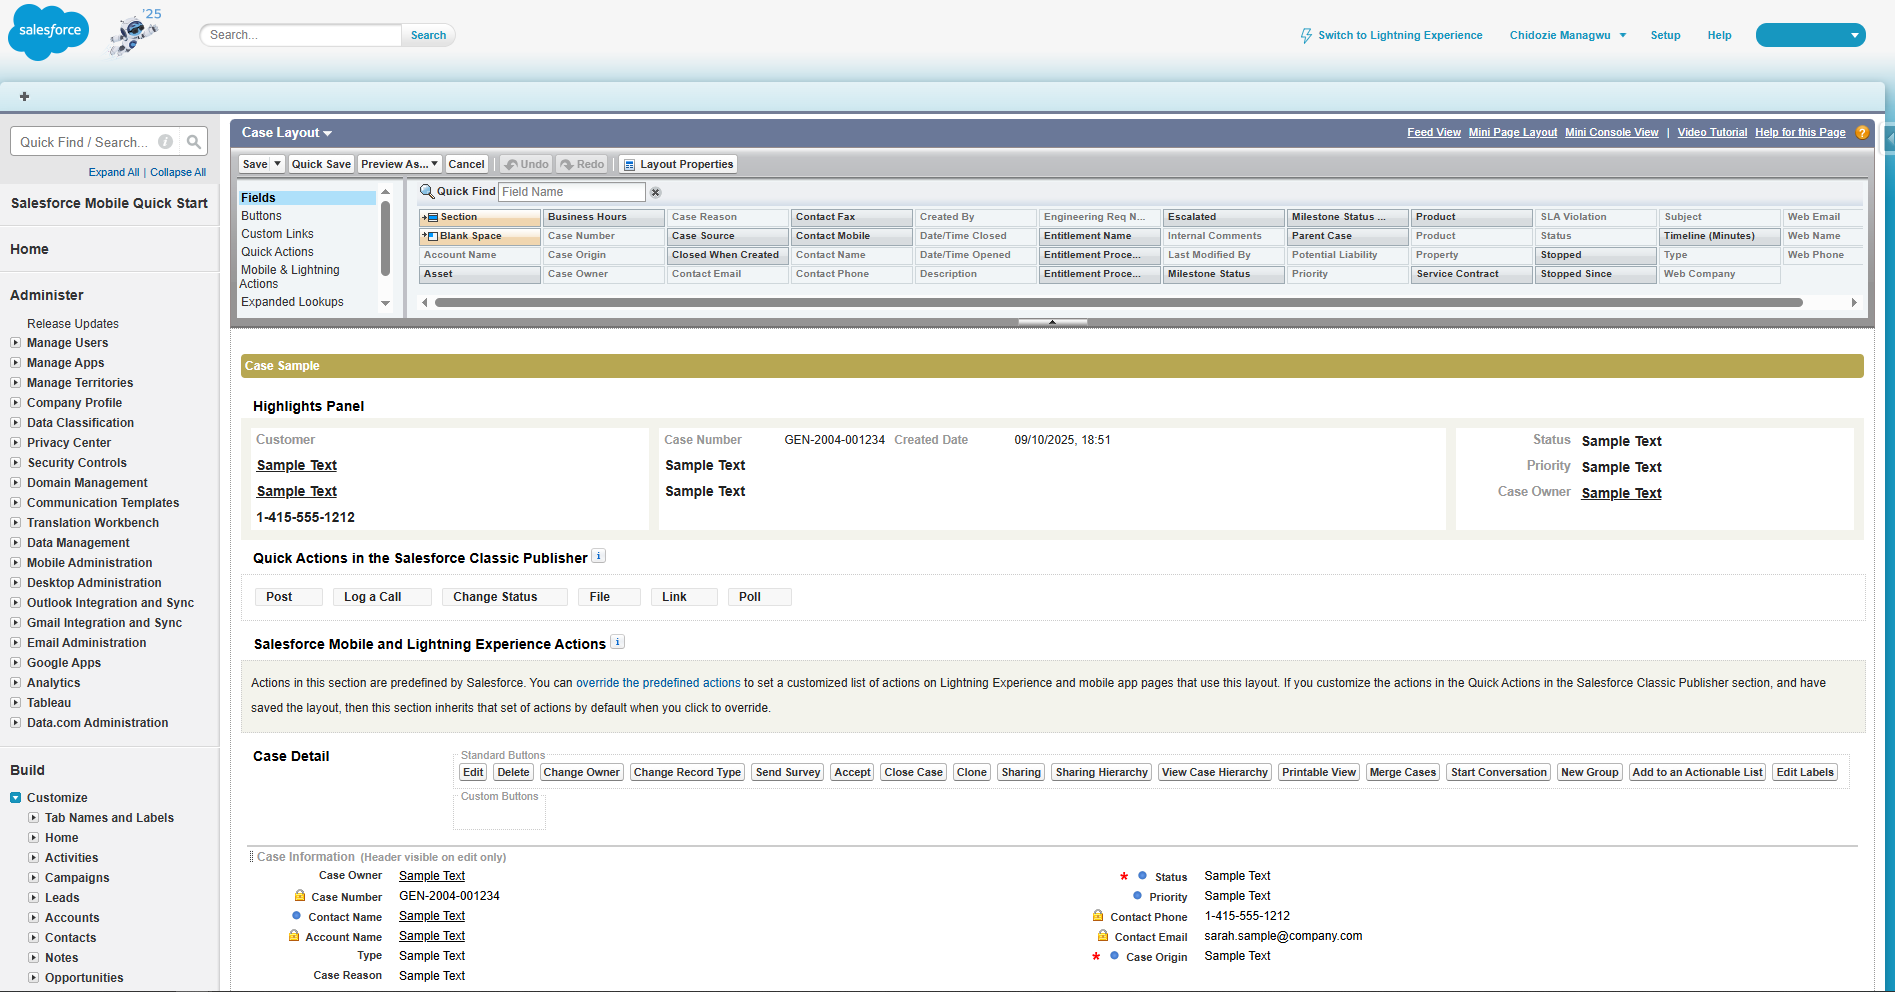 salesforce
'25
Search...
Search
Switch to Lightning Experience
Chidozie Managwu
Setup
Help
+
Quick Find / Search...
Expand All | Collapse All
Salesforce Mobile Quick Start
Home
Administer
Release Updates
Manage Users
Manage Apps
Manage Territories
Company Profile
Data Classification
Privacy Center
Security Controls
Domain Management
Communication Templates
Translation Workbench
Data Management
Mobile Administration
Desktop Administration
Outlook Integration and Sync
Gmail Integration and Sync
Email Administration
Google Apps
Analytics
Tableau
Data.com Administration
Build
Customize
Tab Names and Labels
Home
Activities
Campaigns
Leads
Accounts
Contacts
Notes
Opportunities
Case Layout
Feed View Mini Page Layout Mini Console View | Video Tutorial Help for this Page ?
Save Quick Save Preview As... Cancel Undo Redo Layout Properties
Fields
Buttons
Custom Links
Quick Actions
Mobile & Lightning
Actions
Expanded Lookups
Quick Find Field Name
Section Business Hours Case Reason Contact Fax Created By Engineering Req N... Escalated Milestone Status ... Product SLA Violation Subject Web Email
Blank Space Case Number Case Source Contact Mobile Date/Time Closed Entitlement Name Internal Comments Parent Case Product Status Timeline (Minutes) Web Name
Account Name Case Origin Closed When Created Contact Name Date/Time Opened Entitlement Proce... Last Modified By Potential Liability Property Stopped Type Web Phone
Asset Case Owner Contact Email Contact Phone Description Entitlement Proce... Milestone Status Priority Service Contract Stopped Since Web Company
Case Sample
Highlights Panel
Customer
Sample Text
Sample Text
1-415-555-1212
Case Number GEN-2004-001234 Created Date 09/10/2025, 18:51
Sample Text
Sample Text
Status Sample Text
Priority Sample Text
Case Owner Sample Text
Quick Actions in the Salesforce Classic Publisher i
Post Log a Call Change Status File Link Poll
Salesforce Mobile and Lightning Experience Actions i
Actions in this section are predefined by Salesforce. You can override the predefined actions to set a customized list of actions on Lightning Experience and mobile app pages that use this layout. If you customize the actions in the Quick Actions in the Salesforce Classic Publisher section, and have
saved the layout, then this section inherits that set of actions by default when you click to override.
Case Detail
Standard Buttons
Edit Delete Change Owner Change Record Type Send Survey Accept Close Case Clone Sharing Sharing Hierarchy View Case Hierarchy Printable View Merge Cases Start Conversation New Group Add to an Actionable List Edit Labels
Custom Buttons
Case Information (Header visible on edit only)
Case Owner Sample Text
Case Number GEN-2004-001234
Contact Name Sample Text
Account Name Sample Text
Type Sample Text
Case Reason Sample Text
* Status Sample Text
Priority Sample Text
Contact Phone 1-415-555-1212
Contact Email sarah.sample@company.com
* Case Origin Sample Text